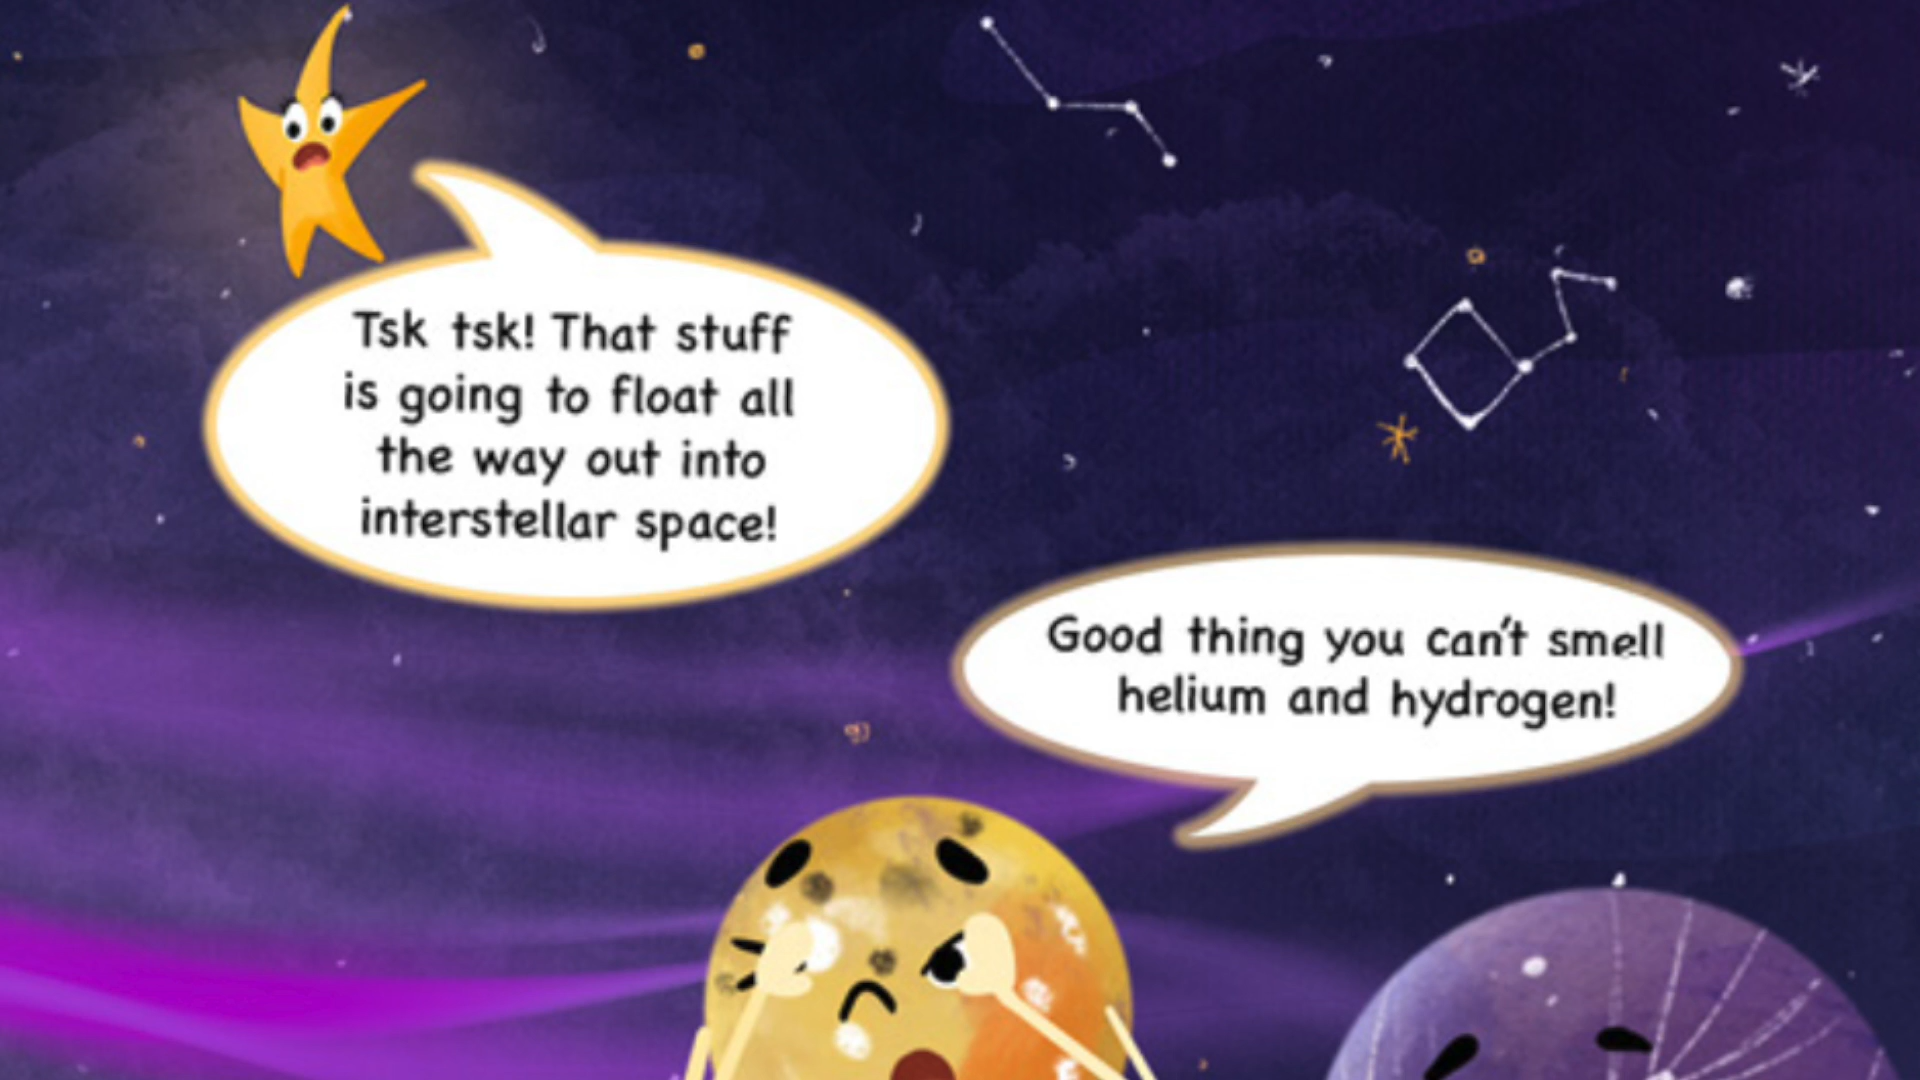 Tsk tsk! That stuff
is going to float all
the way out into
interstellar space!
Good thing you can't smell
helium and hydrogen!